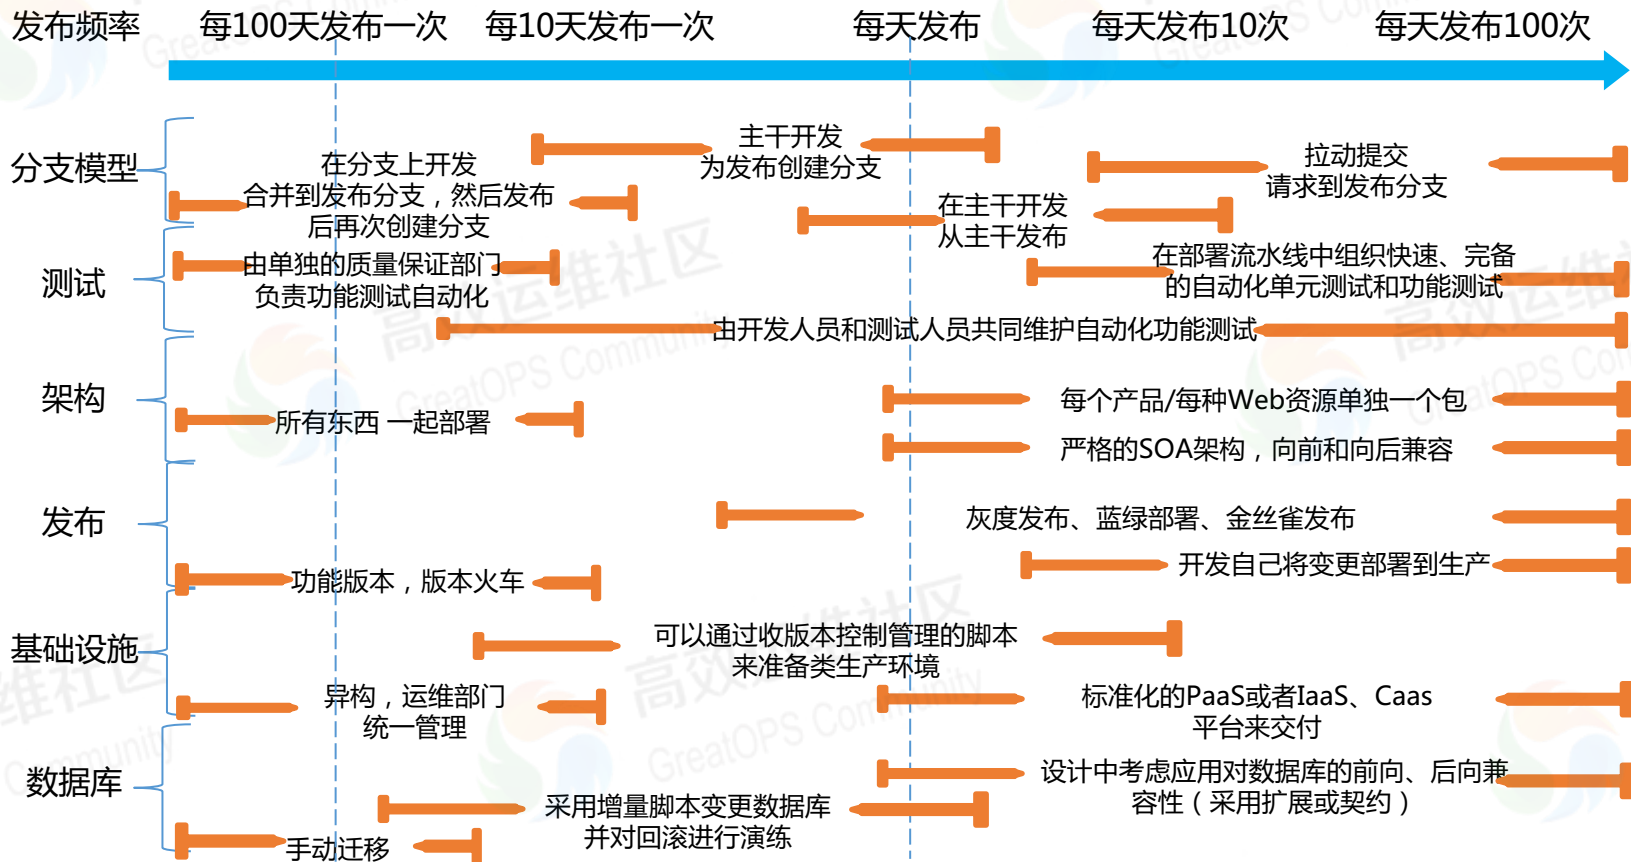 发布频率
每100天发布一次
每10天发布一次
每天发布
每天发布10次
每天发布100次
分支模型
在分支上开发
合并到发布分支，然后发布
后再次创建分支
主干开发
为发布创建分支
在主干开发
从主干发布
拉动提交
请求到发布分支
测试
由单独的质量保证部门
负责功能测试自动化
在部署流水线中组织快速、完备
的自动化单元测试和功能测试
由开发人员和测试人员共同维护自动化功能测试
架构
所有东西 一起部署
每个产品/每种Web资源单独一个包
严格的SOA架构，向前和向后兼容
发布
灰度发布、蓝绿部署、金丝雀发布
开发自己将变更部署到生产
功能版本，版本火车
基础设施
可以通过收版本控制管理的脚本
来准备类生产环境
异构，运维部门
统一管理
标准化的PaaS或者IaaS、Caas
平台来交付
数据库
设计中考虑应用对数据库的前向、后向兼
容性（采用扩展或契约）
采用增量脚本变更数据库
并对回滚进行演练
手动迁移
高效运维社区
GreatOPS Community